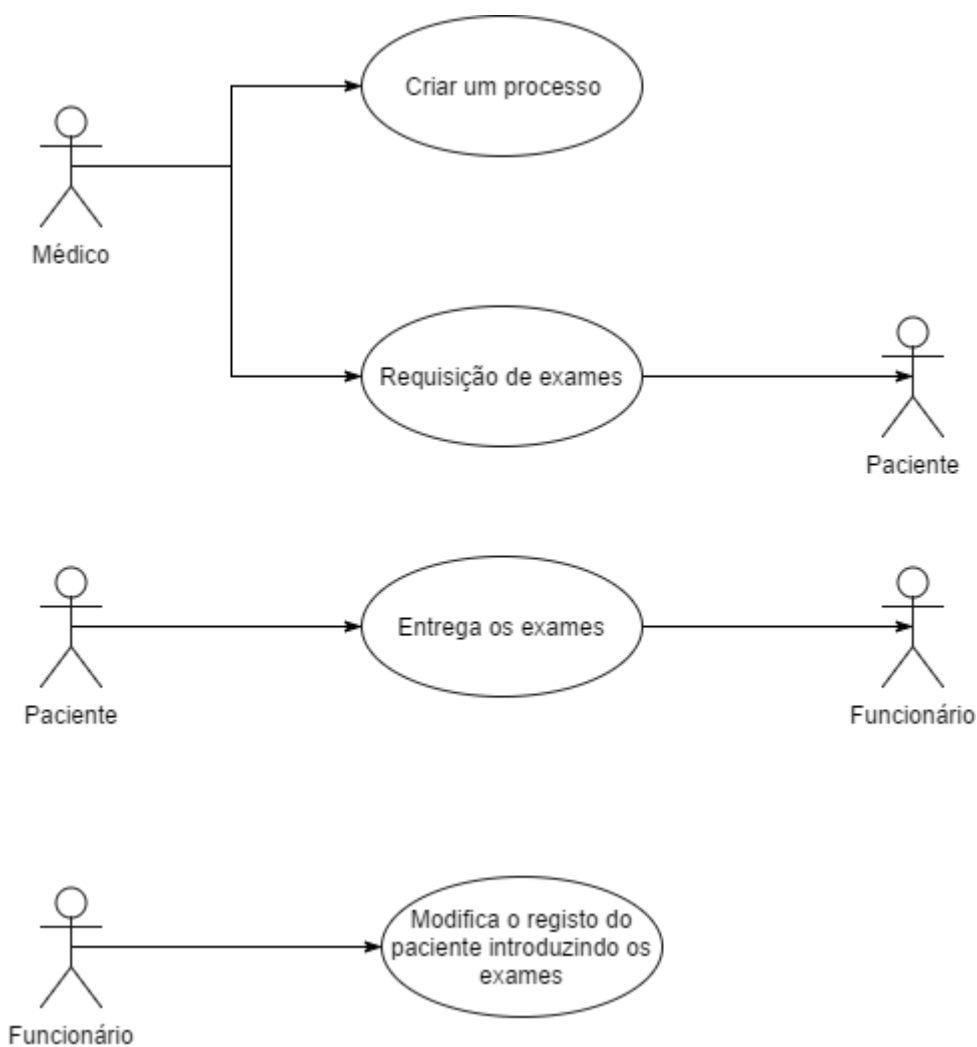 Criar um processo
Médico
Requisição de exames
Paciente
Entrega os exames
Paciente
Funcionário
Modifica o registo do
paciente introduzindo os
exames
Funcionário